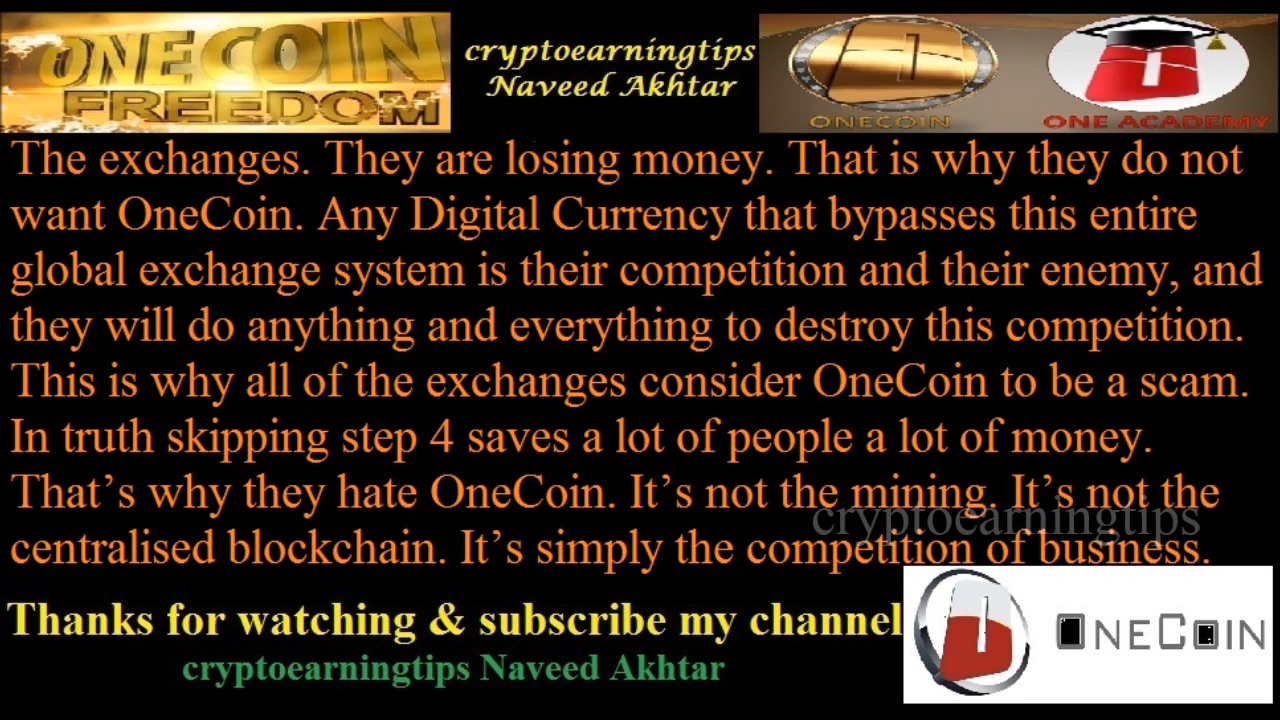 ONE COIN
FREEDOM
cryptoearningtips
Naveed Akhtar
ONECOIN
ONE ACADEMY
The exchanges. They are losing money. That is why they do not
want OneCoin. Any Digital Currency that bypasses this entire
global exchange system is their competition and their enemy, and
they will do anything and everything to destroy this competition.
This is why all of the exchanges consider OneCoin to be a scam.
In truth skipping step 4 saves a lot of people a lot of money.
That’s why they hate OneCoin. It’s not the mining. It’s not the
centralised blockchain. It’s simply the competition of business.
cryptoearningtips
Thanks for watching & subscribe my channel
cryptoearningtips Naveed Akhtar
ONECOIN